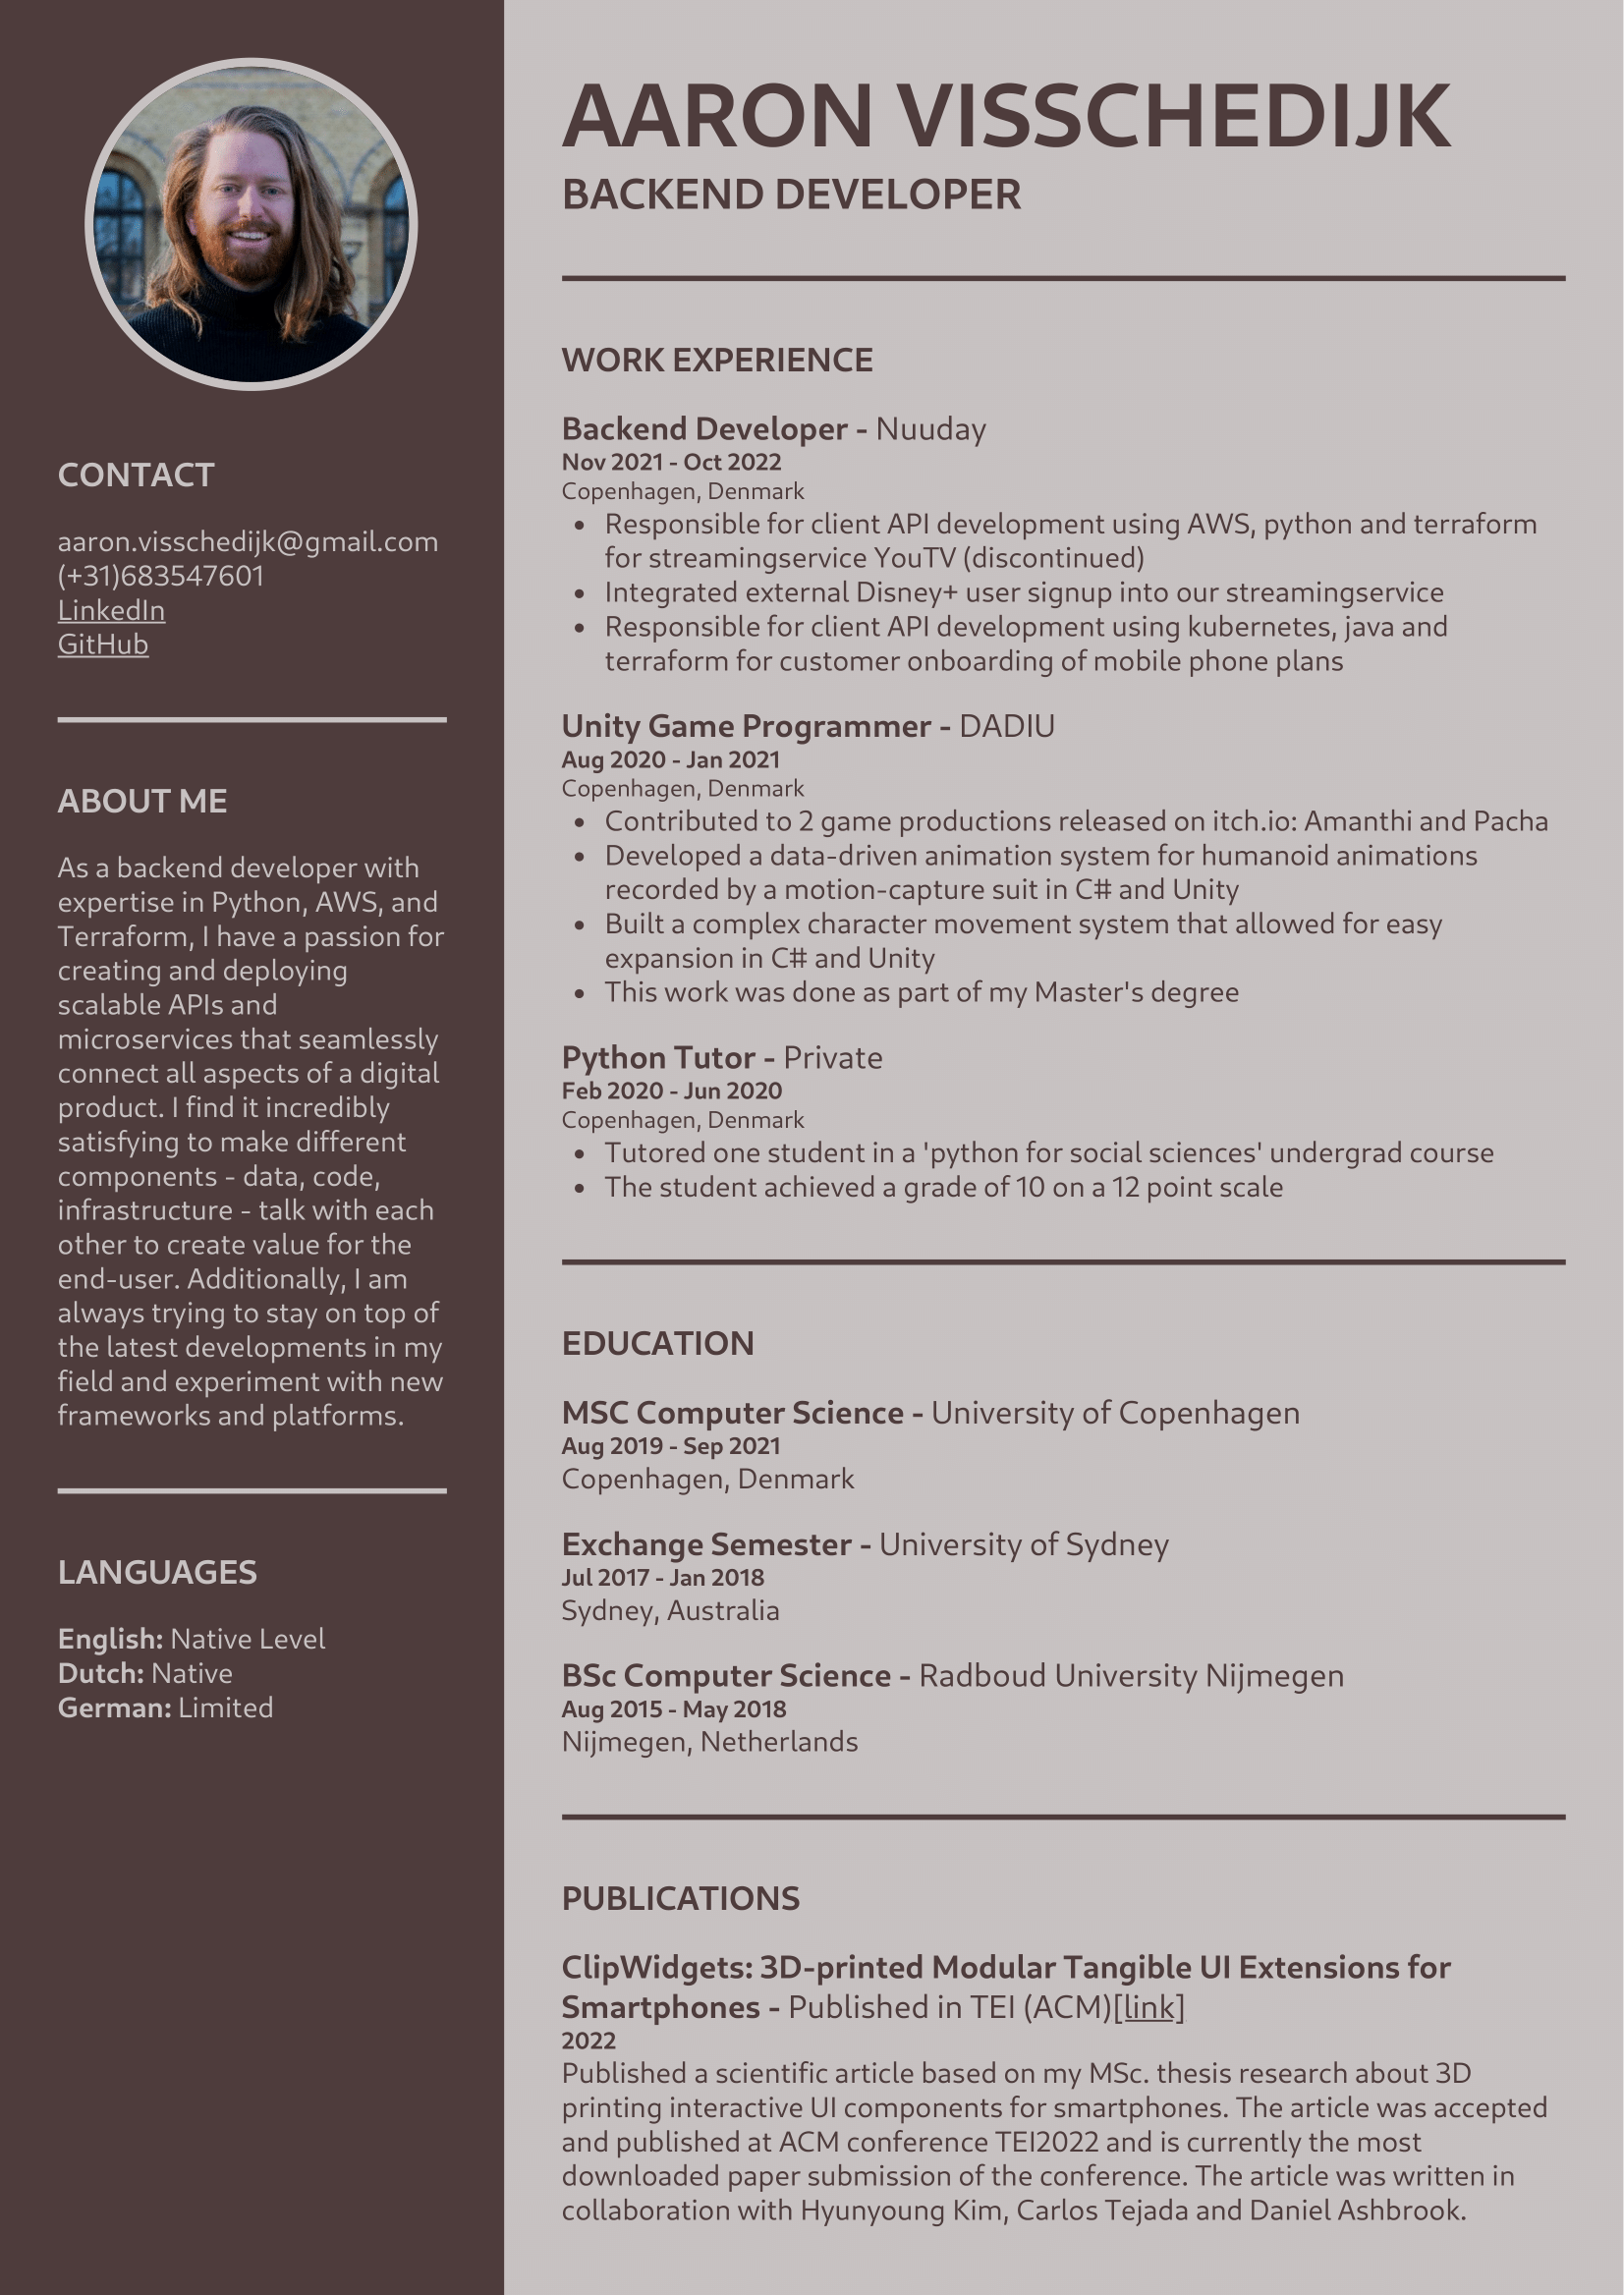 AARON VISSCHEDIJK
BACKEND DEVELOPER
CONTACT
aaron.visschedijk@gmail.com
(+31)683547601
LinkedIn
GitHub
ABOUT ME
As a backend developer with
expertise in Python, AWS, and
Terraform, I have a passion for
creating and deploying
scalable APIs and
microservices that seamlessly
connect all aspects of a digital
product. I find it incredibly
satisfying to make different
components - data, code,
infrastructure - talk with each
other to create value for the
end-user. Additionally, I am
always trying to stay on top of
the latest developments in my
field and experiment with new
frameworks and platforms.
LANGUAGES
English: Native Level
Dutch: Native
German: Limited
WORK EXPERIENCE
Backend Developer - Nuuday
Nov 2021 - Oct 2022
Copenhagen, Denmark
• Responsible for client API development using AWS, python and terraform
for streamingservice YouTV (discontinued)
• Integrated external Disney+ user signup into our streamingservice
• Responsible for client API development using kubernetes, java and
terraform for customer onboarding of mobile phone plans
Unity Game Programmer - DADIU
Aug 2020 - Jan 2021
Copenhagen, Denmark
• Contributed to 2 game productions released on itch.io: Amanthi and Pacha
• Developed a data-driven animation system for humanoid animations
recorded by a motion-capture suit in C# and Unity
• Built a complex character movement system that allowed for easy
expansion in C# and Unity
• This work was done as part of my Master's degree
Python Tutor - Private
Feb 2020 - Jun 2020
Copenhagen, Denmark
• Tutored one student in a 'python for social sciences' undergrad course
• The student achieved a grade of 10 on a 12 point scale
EDUCATION
MSC Computer Science - University of Copenhagen
Aug 2019 - Sep 2021
Copenhagen, Denmark
Exchange Semester - University of Sydney
Jul 2017 - Jan 2018
Sydney, Australia
BSc Computer Science - Radboud University Nijmegen
Aug 2015 - May 2018
Nijmegen, Netherlands
PUBLICATIONS
ClipWidgets: 3D-printed Modular Tangible UI Extensions for
Smartphones - Published in TEI (ACM)[link]
2022
Published a scientific article based on my MSc. thesis research about 3D
printing interactive UI components for smartphones. The article was accepted
and published at ACM conference TEI2022 and is currently the most
downloaded paper submission of the conference. The article was written in
collaboration with Hyunyoung Kim, Carlos Tejada and Daniel Ashbrook.